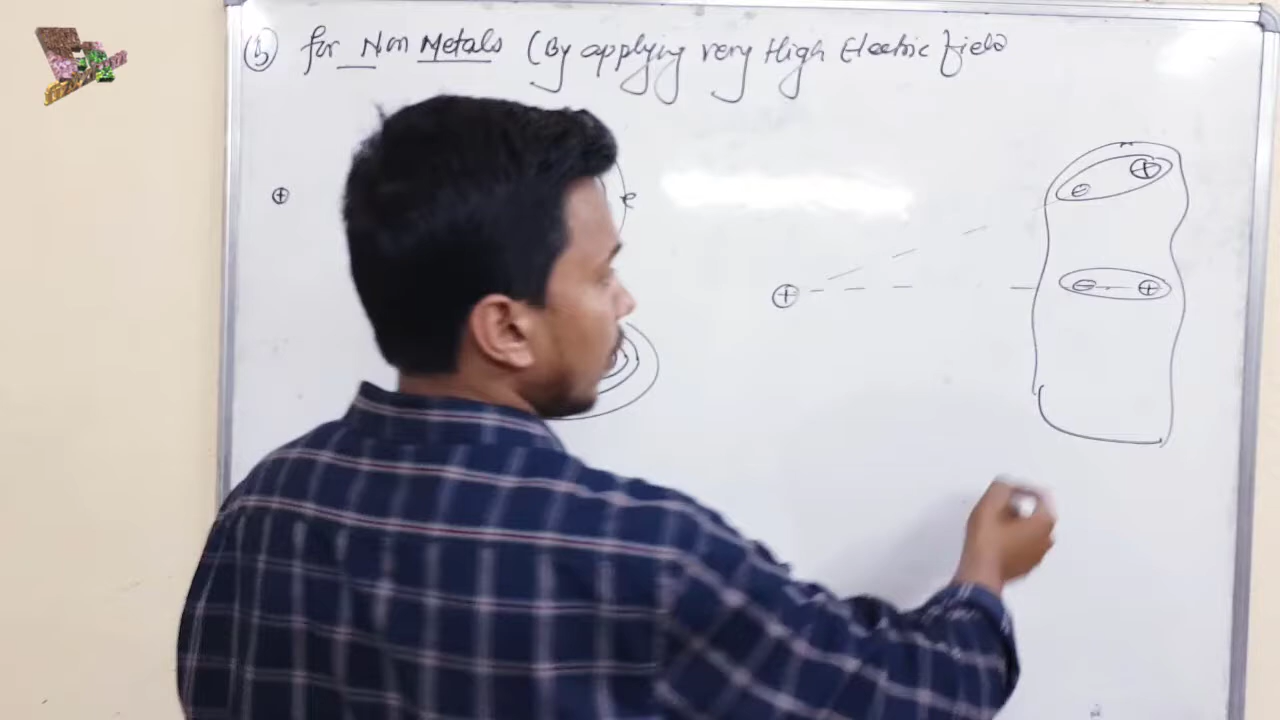 (b) for Non Metals (By applying very High Electric field
⊕ e ⊖ ⊕
⊕ ⊖ ⊕